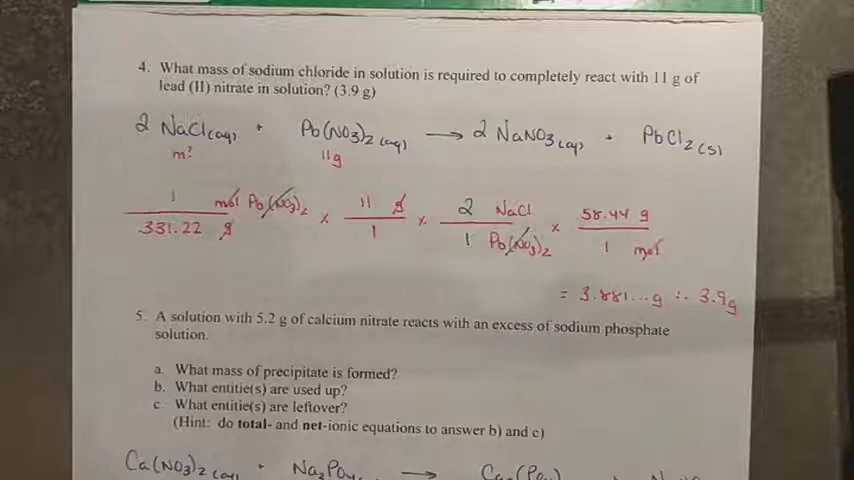 4. What mass of sodium chloride in solution is required to completely react with 11 g of
lead (II) nitrate in solution? (3.9 g)
2 NaCl(aq) + Pb(NO3)2 (aq) → 2 NaNO3 (aq) + PbCl2 (s)
m? 11g
1 mol Pb(NO3)2 × 11 g × 2 NaCl × 58.44 g
331.22 g 1 1 Pb(NO3)2 1 mol
= 3.881...g ∴ 3.9g
5. A solution with 5.2 g of calcium nitrate reacts with an excess of sodium phosphate
solution.
a. What mass of precipitate is formed?
b. What entitie(s) are used up?
c. What entitie(s) are leftover?
(Hint: do total- and net-ionic equations to answer b) and c)
Ca(NO3)2 (aq) + Na3PO4 →